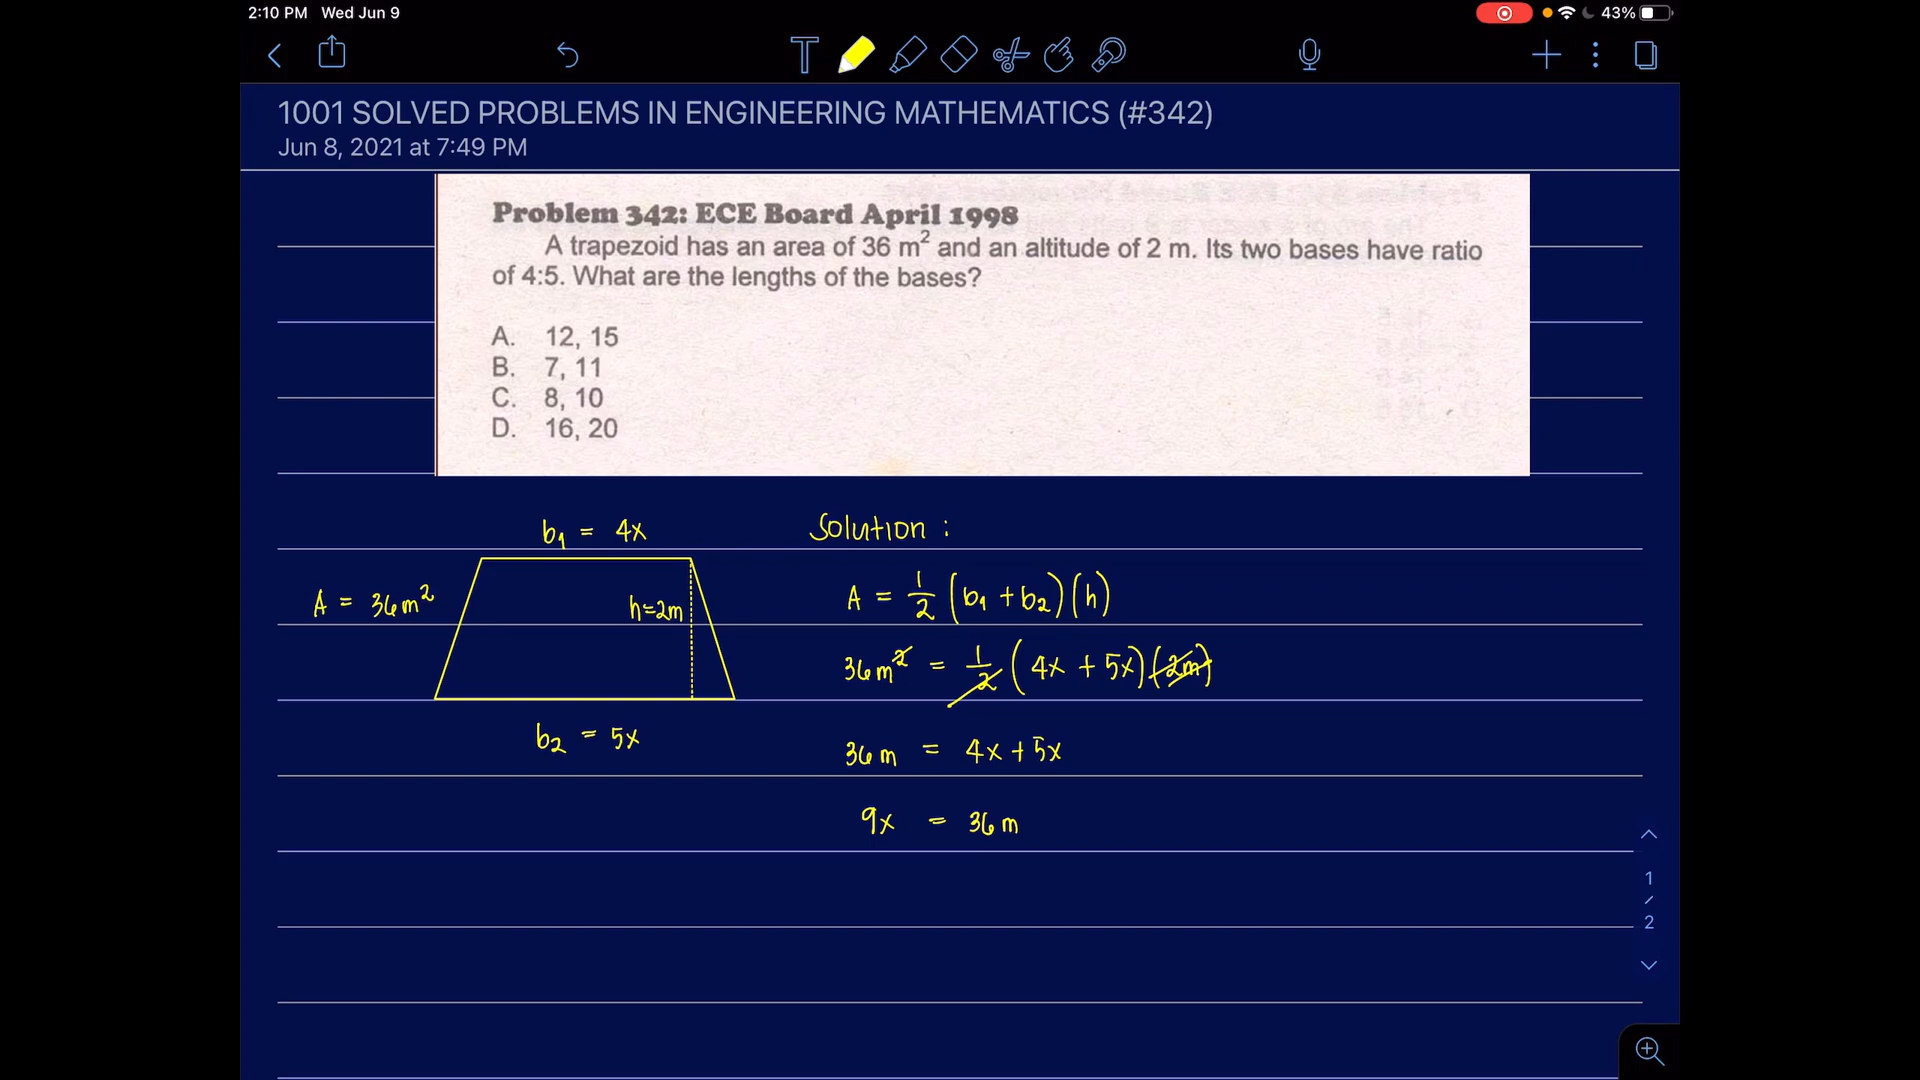 2:10 PM Wed Jun 9
43%
1001 SOLVED PROBLEMS IN ENGINEERING MATHEMATICS (#342)
Jun 8, 2021 at 7:49 PM
Problem 342: ECE Board April 1998
A trapezoid has an area of 36 m² and an altitude of 2 m. Its two bases have ratio
of 4:5. What are the lengths of the bases?
A. 12, 15
B. 7, 11
C. 8, 10
D. 16, 20
b₁ = 4x
A = 36m²
h=2m
b₂ = 5x
Solution :
A = 1/2 (b₁ + b₂)(h)
36m² = 1/2 (4x + 5x)(2m)
36m = 4x + 5x
9x = 36m
1
/
2